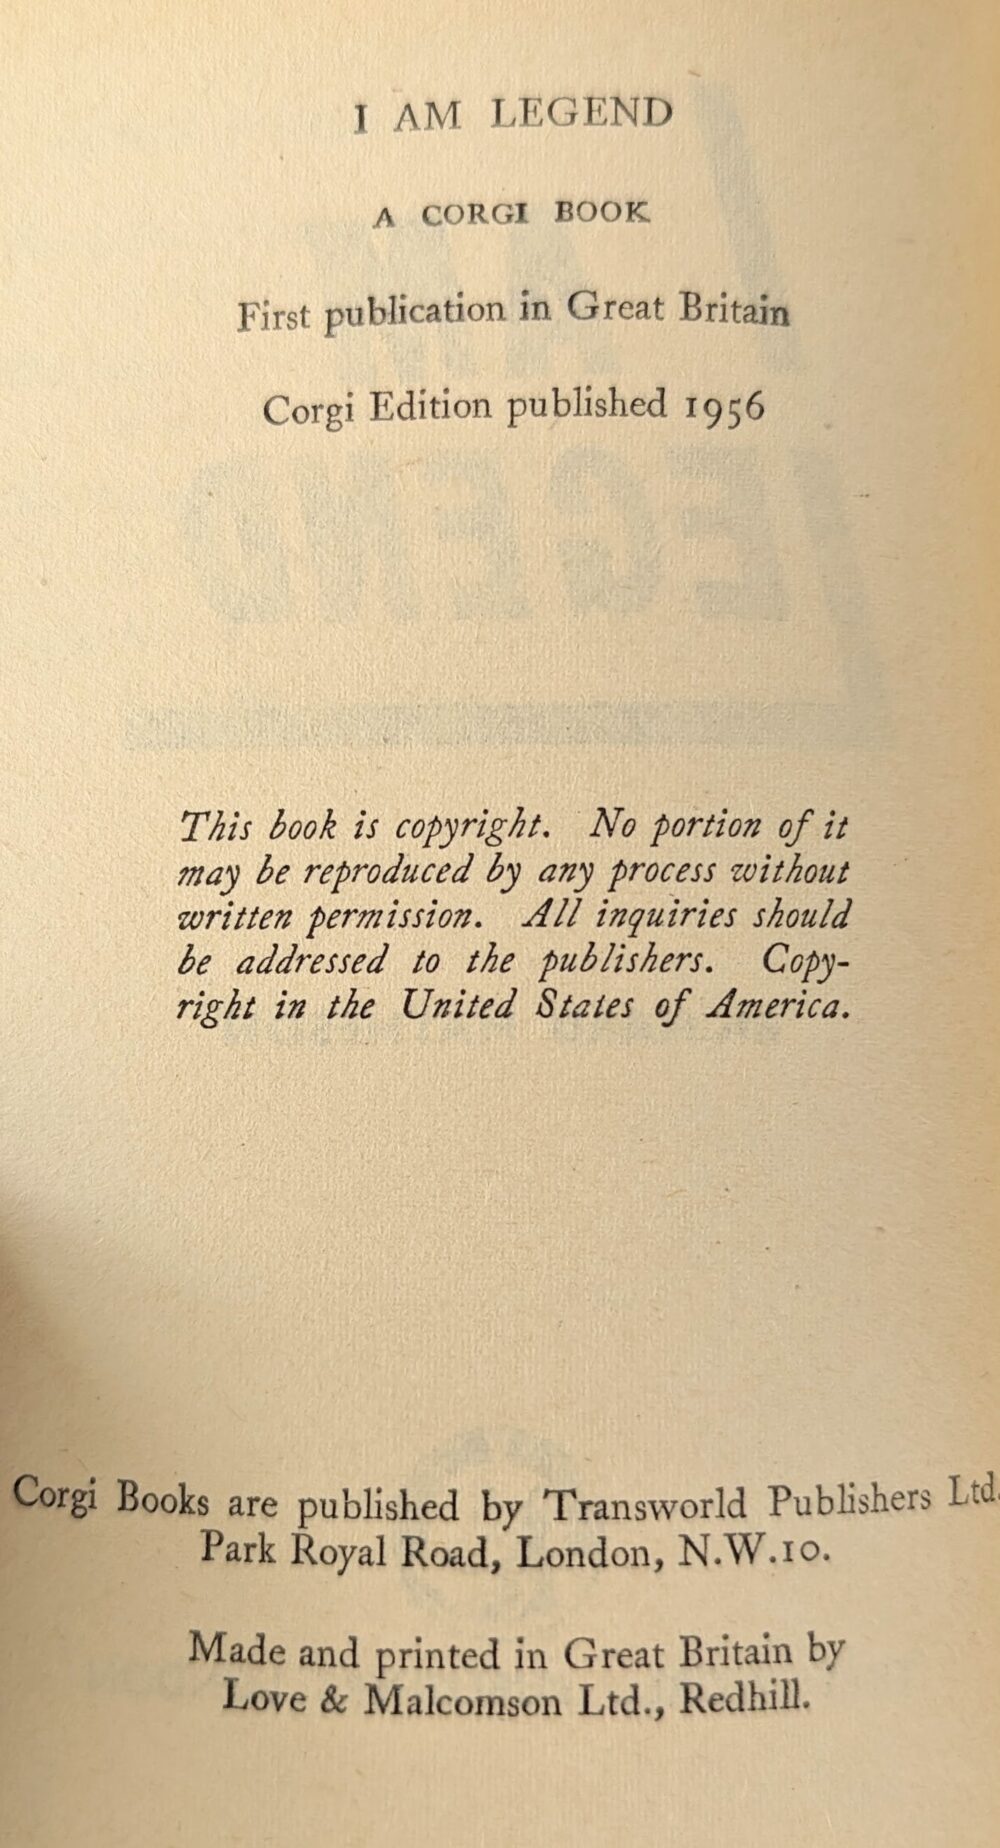 I AM LEGEND
A CORGI BOOK
First publication in Great Britain
Corgi Edition published 1956
This book is copyright. No portion of it
may be reproduced by any process without
written permission. All inquiries should
be addressed to the publishers. Copy-
right in the United States of America.
Corgi Books are published by Transworld Publishers Ltd.
Park Royal Road, London, N.W.10.
Made and printed in Great Britain by
Love & Malcomson Ltd., Redhill.